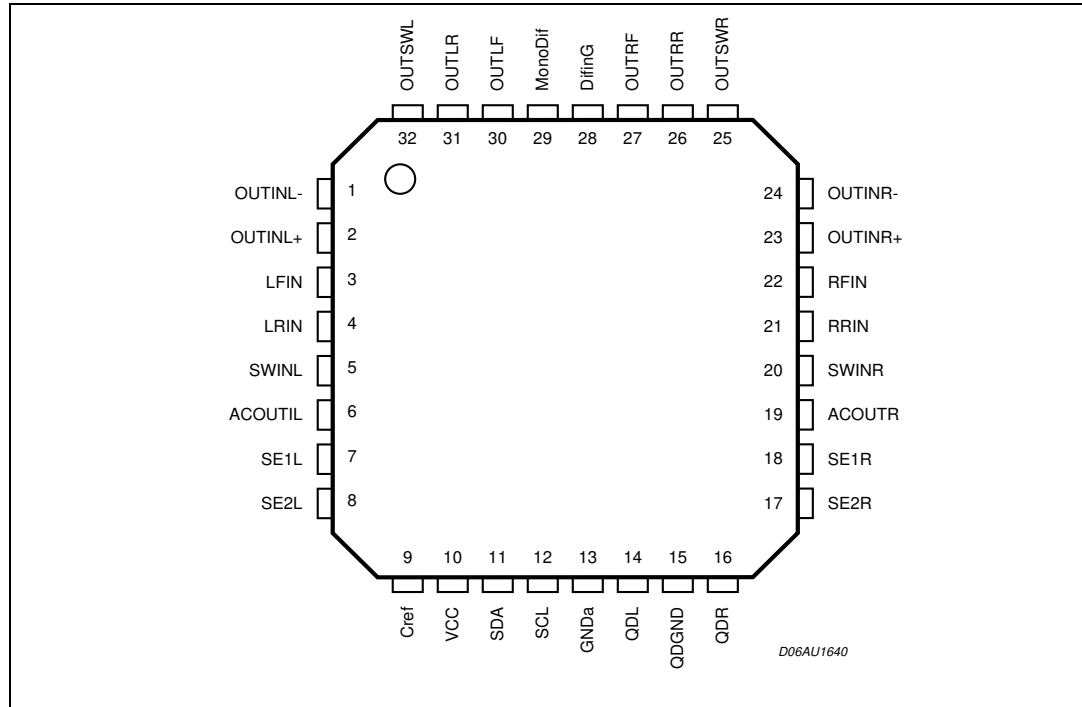 OUTSWL
OUTLR
OUTLF
MonoDif
DifinG
OUTRF
OUTRR
OUTSWR
32 31 30 29 28 27 26 25
OUTINL- 1 24 OUTINR-
OUTINL+ 2 23 OUTINR+
LFIN 3 22 RFIN
LRIN 4 21 RRIN
SWINL 5 20 SWINR
ACOUTIL 6 19 ACOUTR
SE1L 7 18 SE1R
SE2L 8 17 SE2R
9 10 11 12 13 14 15 16
Cref
VCC
SDA
SCL
GNDa
QDL
QDGND
QDR
D06AU1640